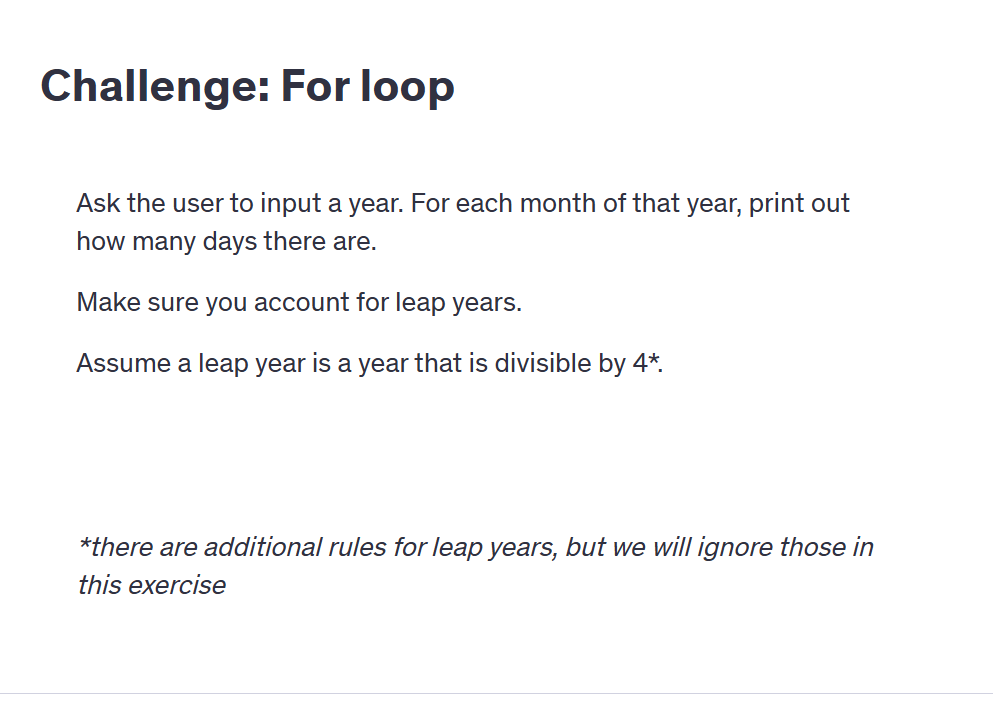 Challenge: For loop
Ask the user to input a year. For each month of that year, print out
how many days there are.
Make sure you account for leap years.
Assume a leap year is a year that is divisible by 4*.
*there are additional rules for leap years, but we will ignore those in
this exercise